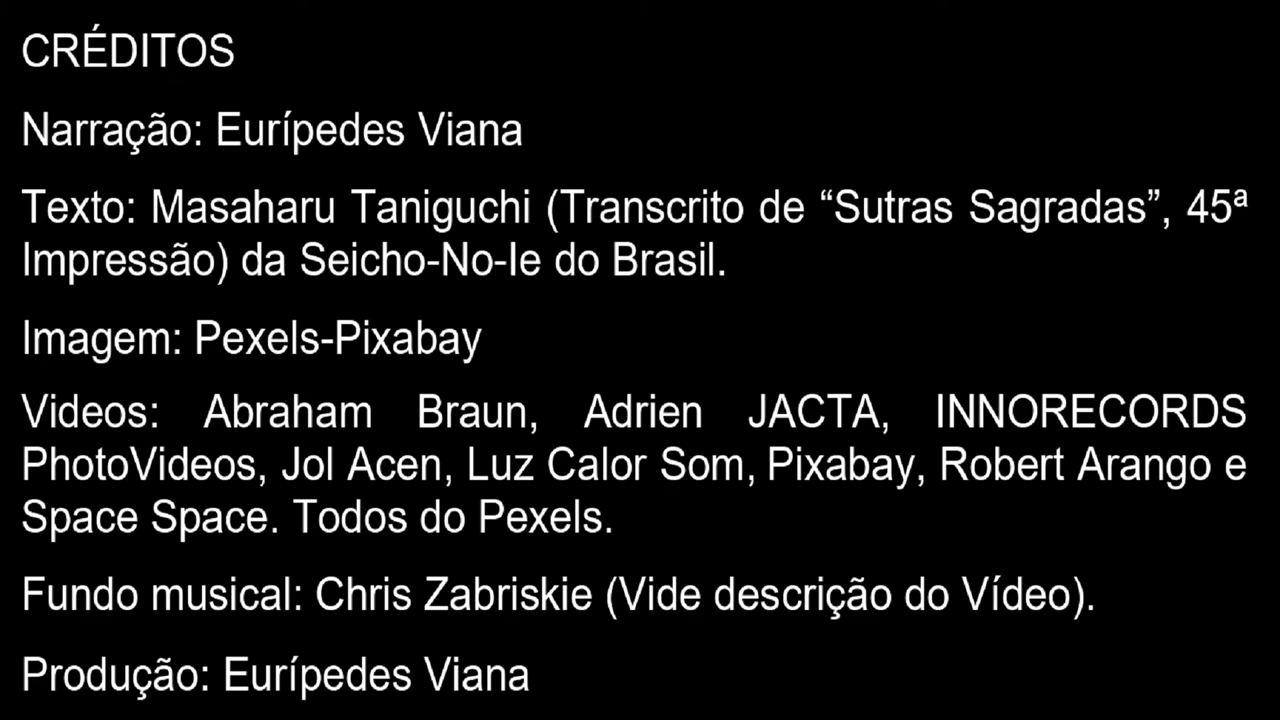 CRÉDITOS
Narração: Eurípedes Viana
Texto: Masaharu Taniguchi (Transcrito de “Sutras Sagradas”, 45ª
Impressão) da Seicho-No-Ie do Brasil.
Imagem: Pexels-Pixabay
Videos: Abraham Braun, Adrien JACTA, INNORECORDS
PhotoVideos, Jol Acen, Luz Calor Som, Pixabay, Robert Arango e
Space Space. Todos do Pexels.
Fundo musical: Chris Zabriskie (Vide descrição do Vídeo).
Produção: Eurípedes Viana